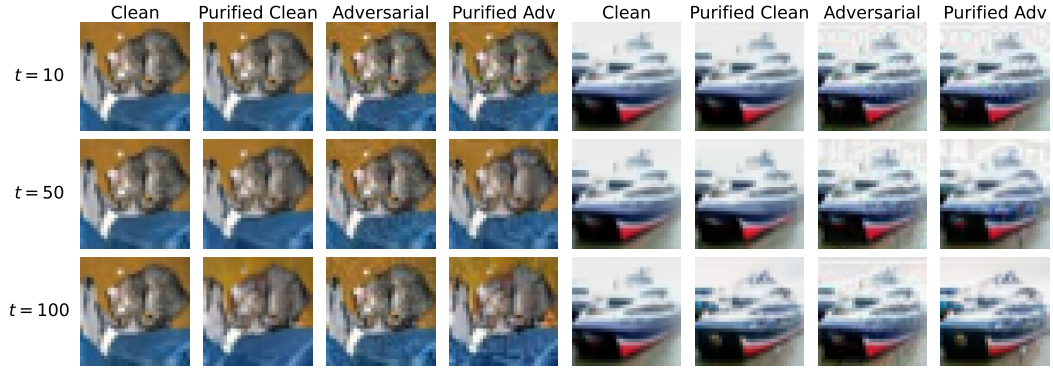 Clean Purified Clean Adversarial Purified Adv Clean Purified Clean Adversarial Purified Adv
t = 10
t = 50
t = 100